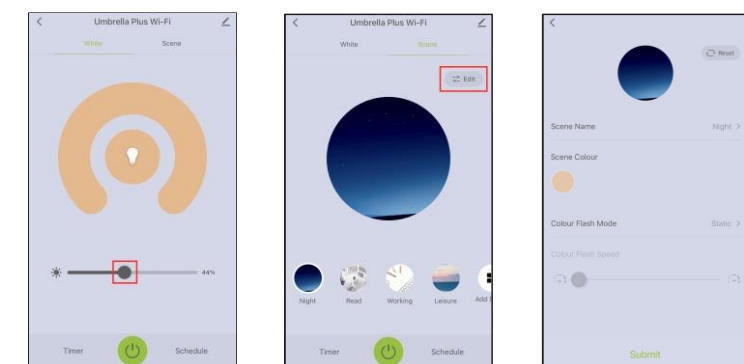 Umbrella Plus Wi-Fi
White Scene
44%
Timer Schedule
Umbrella Plus Wi-Fi
White Scene
Edit
Night Read Working Leisure Add
Timer Schedule
Reset
Scene Name Night
Scene Colour
Colour Flash Mode Static
Colour Flash Speed
Submit